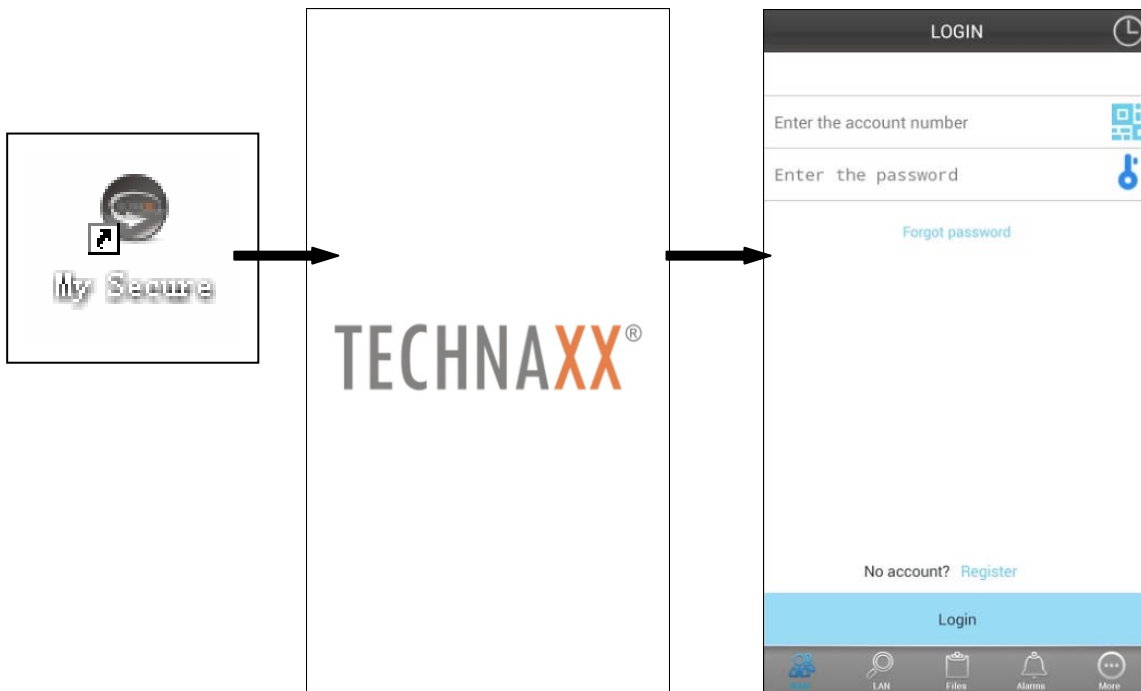 My Secure
TECHNAXX®
LOGIN
Enter the account number
Enter the password
Forgot password
No account? Register
Login
LAN
Files
Alarms
More